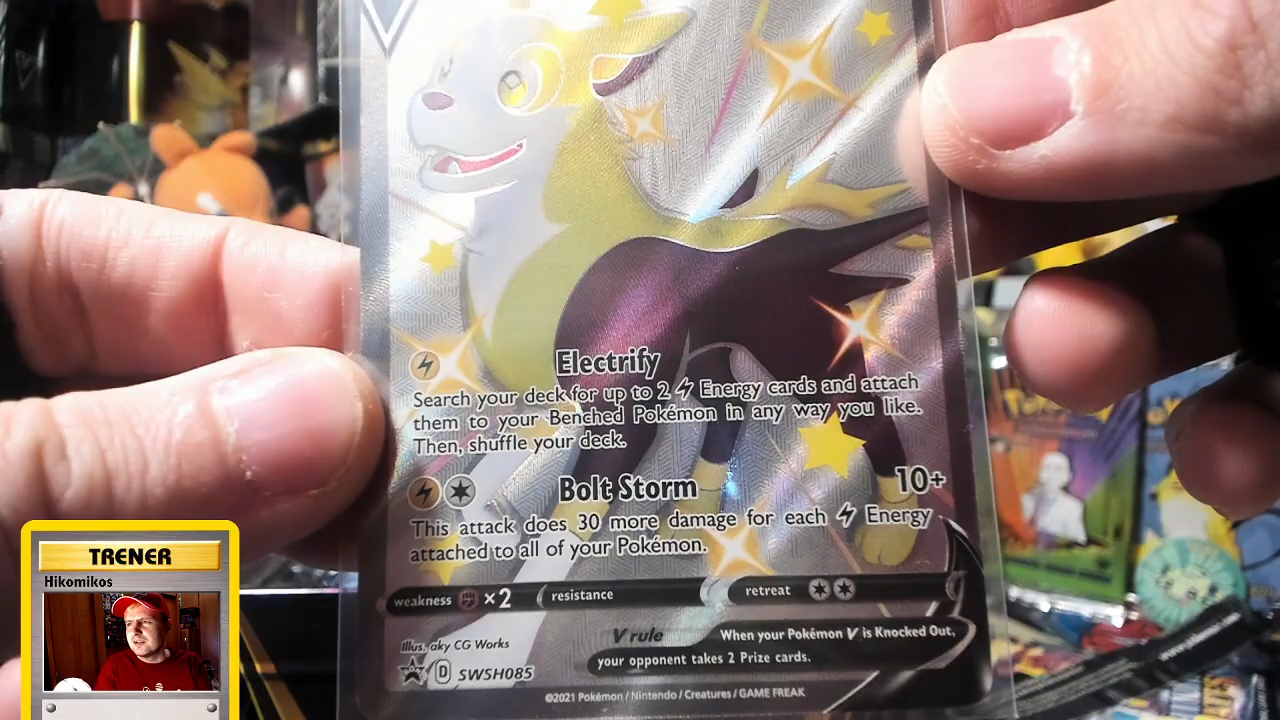 Electrify
Search your deck for up to 2 Energy cards and attach
them to your Benched Pokémon in any way you like.
Then, shuffle your deck.
Bolt Storm 10+
This attack does 30 more damage for each Energy
attached to all of your Pokémon.
weakness ×2 resistance retreat
Illus. aky CG Works
V rule When your Pokémon V is Knocked Out,
your opponent takes 2 Prize cards.
D SWSH085
©2021 Pokémon / Nintendo / Creatures / GAME FREAK
TRENER
Hikomikos